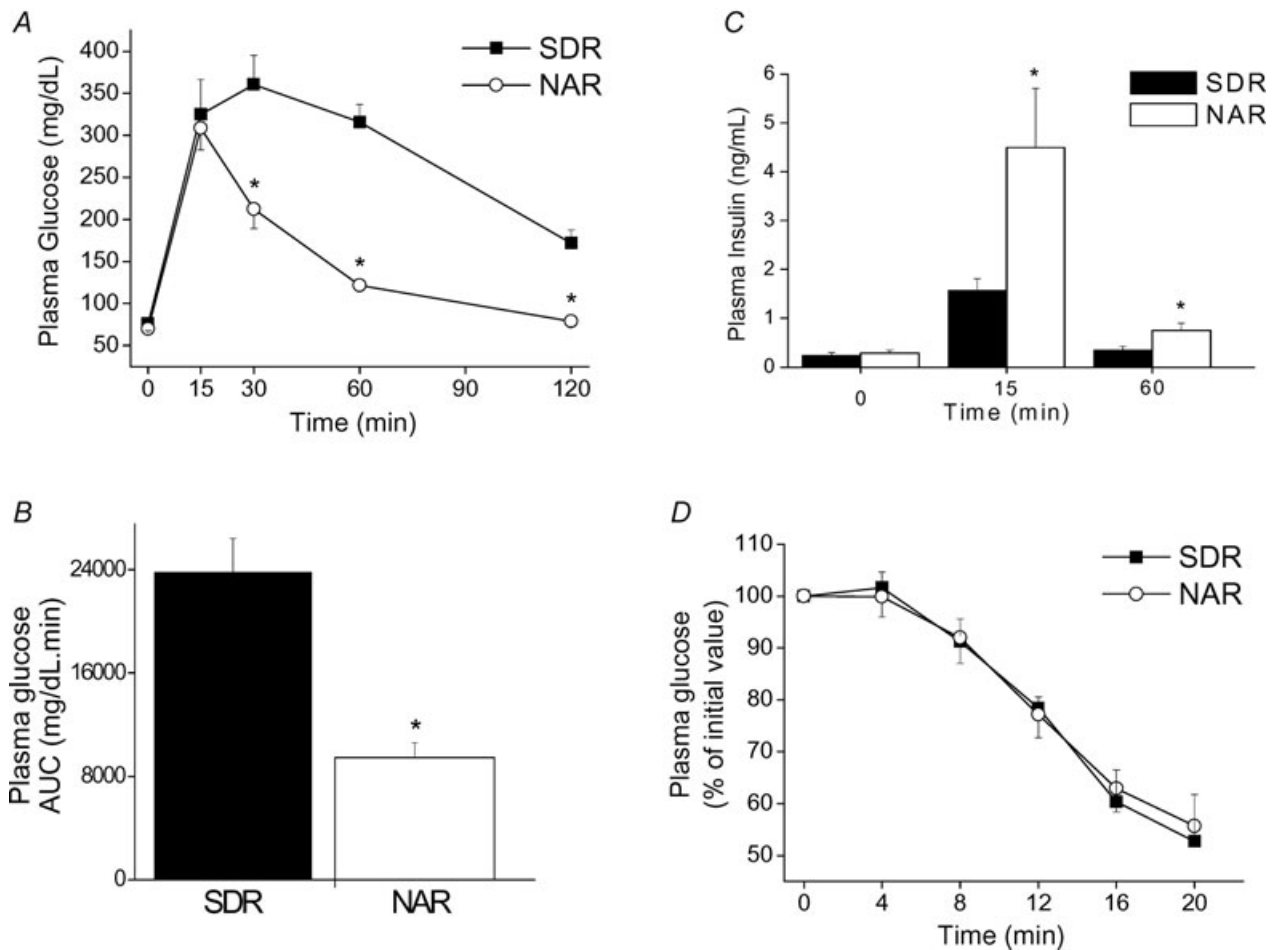 A
Plasma Glucose (mg/dL)
400
350
300
250
200
150
100
50
SDR
NAR
*
*
*
0 15 30 60 90 120
Time (min)
C
Plasma Insulin (ng/mL)
6
5
4
3
2
1
0
SDR
NAR
*
*
0 15 60
Time (min)
B
Plasma glucose
AUC (mg/dL.min)
24000
16000
8000
0
*
SDR NAR
D
Plasma glucose
(% of initial value)
110
100
90
80
70
60
50
SDR
NAR
0 4 8 12 16 20
Time (min)